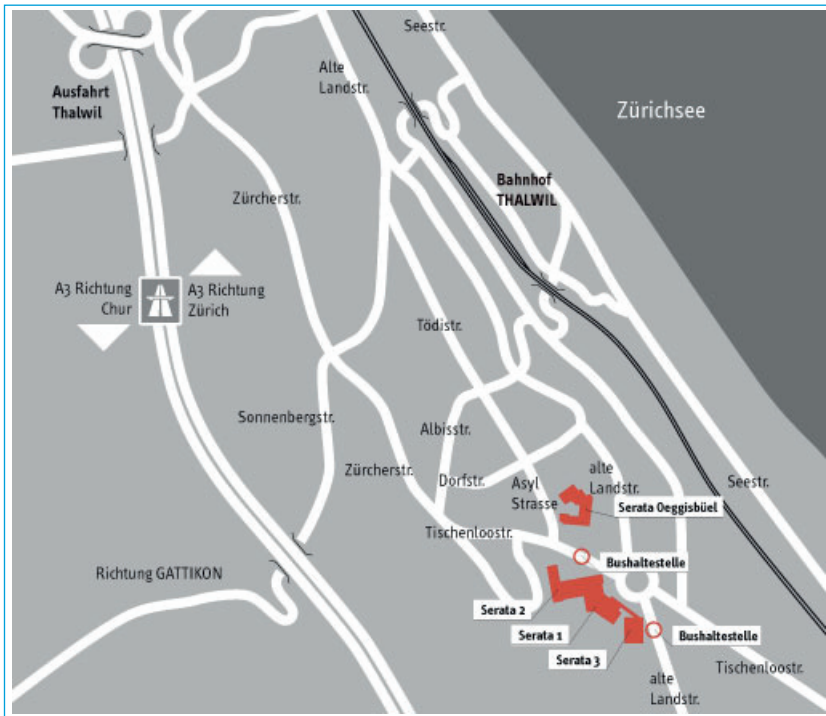 Seestr.
Alte
Landstr.
Ausfahrt
Thalwil
Zürichsee
Bahnhof
THALWIL
Zürcherstr.
A3 Richtung
Chur
A3 Richtung
Zürich
Tödistr.
Sonnenbergstr.
Albisstr.
Zürcherstr.
Dorfstr.
Asyl
Strasse
alte
Landstr.
Seestr.
Serata Oeggisbüel
Tischenloostr.
Bushaltestelle
Richtung GATTIKON
Serata 2
Serata 1
Bushaltestelle
Serata 3
Tischenloostr.
alte
Landstr.